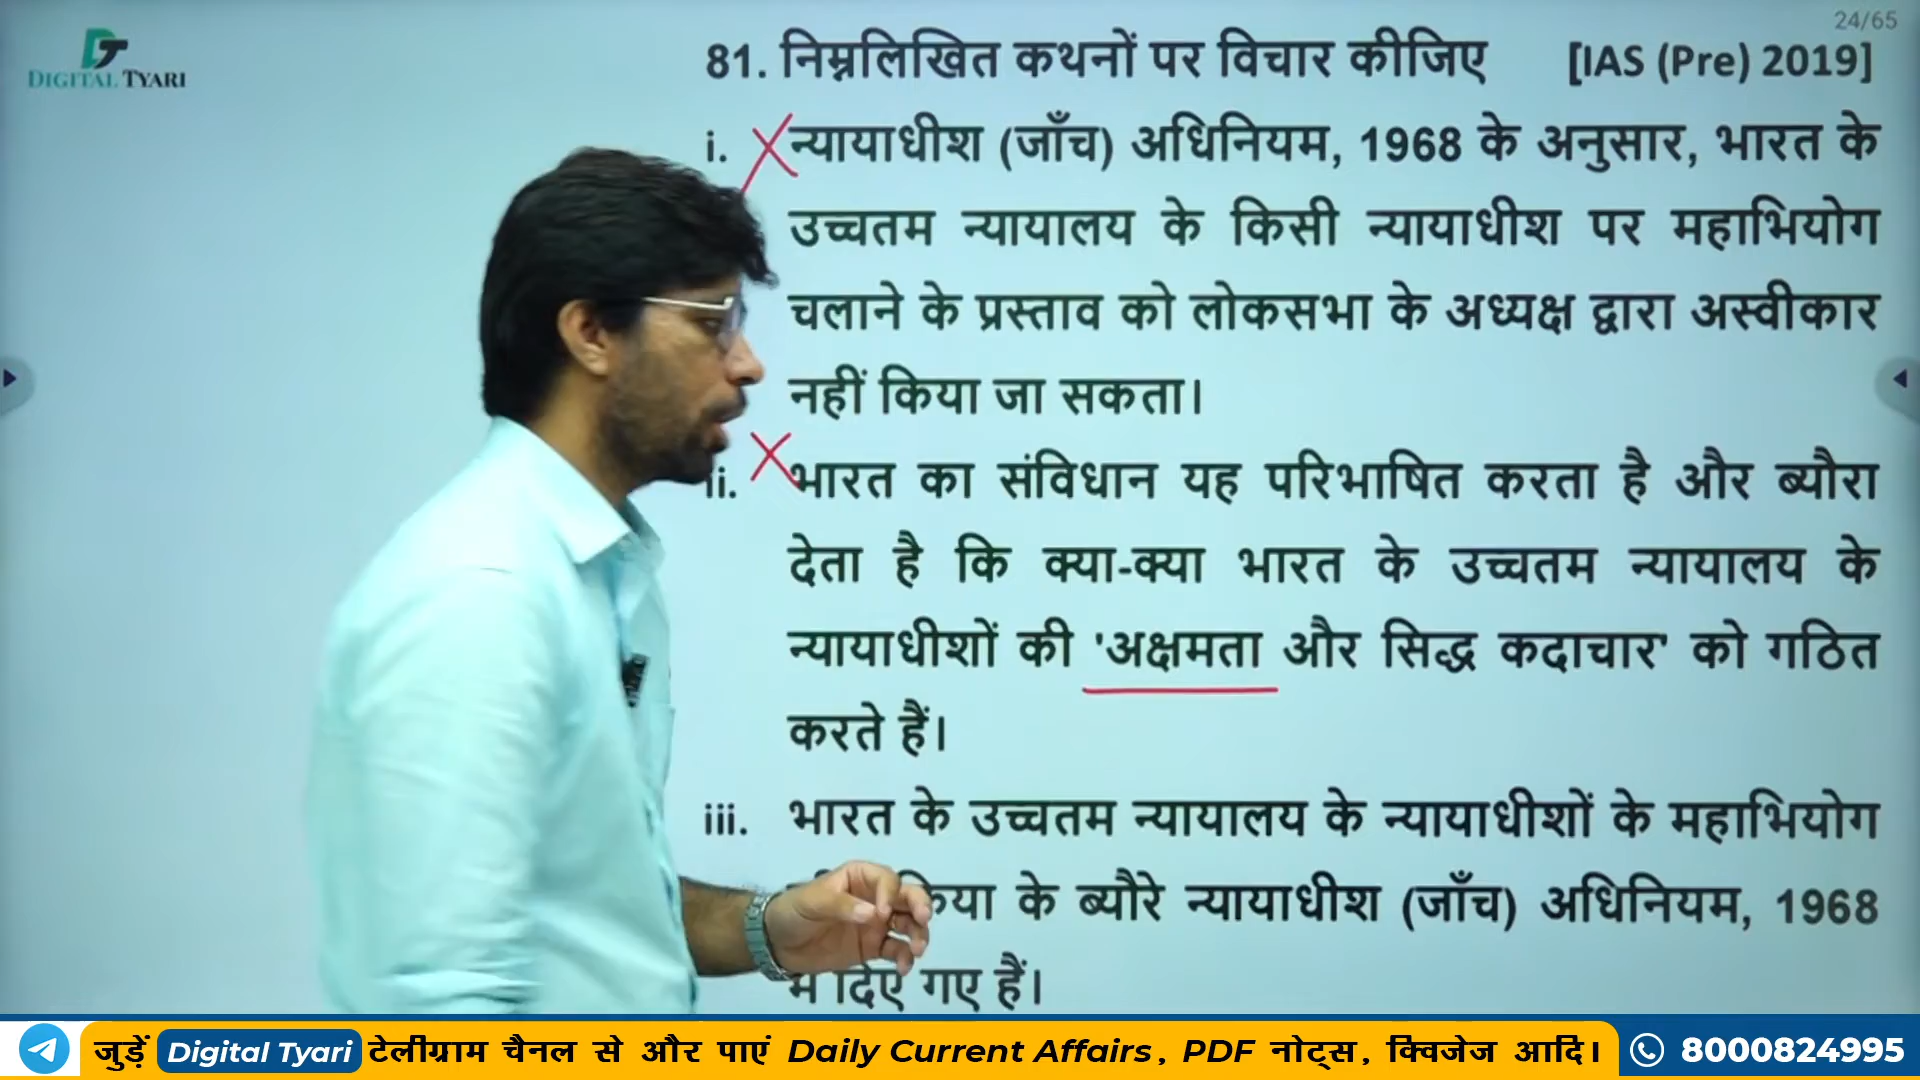 24/65
DT
DIGITAL TYARI
81. निम्नलिखित कथनों पर विचार कीजिए [IAS (Pre) 2019]
i. न्यायाधीश (जाँच) अधिनियम, 1968 के अनुसार, भारत के
उच्चतम न्यायालय के किसी न्यायाधीश पर महाभियोग
चलाने के प्रस्ताव को लोकसभा के अध्यक्ष द्वारा अस्वीकार
नहीं किया जा सकता।
ii. भारत का संविधान यह परिभाषित करता है और ब्यौरा
देता है कि क्या-क्या भारत के उच्चतम न्यायालय के
न्यायाधीशों की 'अक्षमता और सिद्ध कदाचार' को गठित
करते हैं।
iii. भारत के उच्चतम न्यायालय के न्यायाधीशों के महाभियोग
के ब्यौरे न्यायाधीश (जाँच) अधिनियम, 1968
में दिए गए हैं।
जुड़ें Digital Tyari टेलीग्राम चैनल से और पाएं Daily Current Affairs, PDF नोट्स, क्विजेज आदि। 8000824995